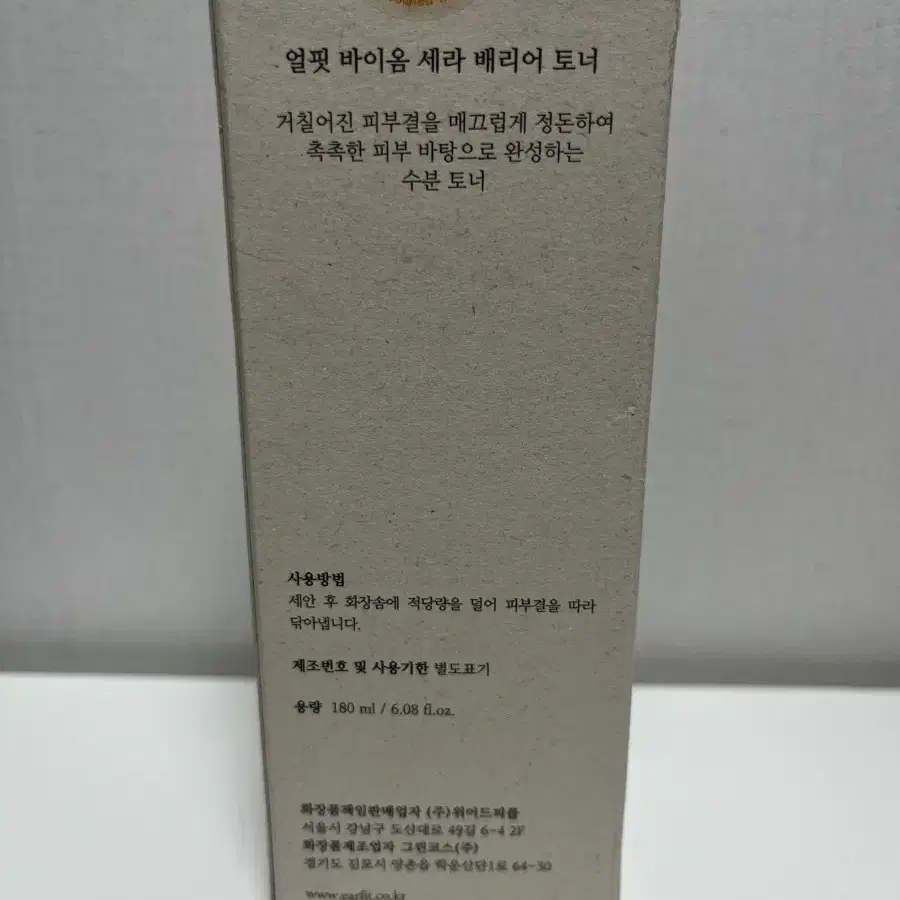 얼핏 바이옴 세라 배리어 토너
거칠어진 피부결을 매끄럽게 정돈하여
촉촉한 피부 바탕으로 완성하는
수분 토너
사용방법
세안 후 화장솜에 적당량을 덜어 피부결을 따라
닦아냅니다.
제조번호 및 사용기한 별도표기
용량 180 ml / 6.08 fl.oz.
화장품책임판매업자 (주)위어드피플
서울시 강남구 도산대로 49길 6-4 2F
화장품제조업자 그린코스(주)
경기도 김포시 양촌읍 학운산단1로 64-30
www.earfit.co.kr